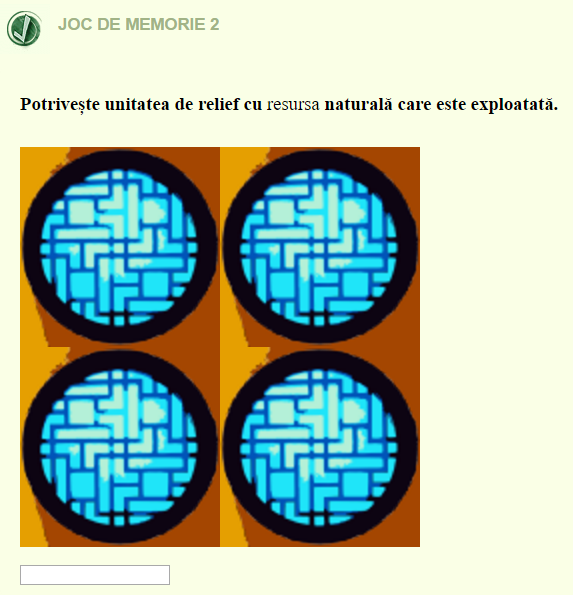 JOC DE MEMORIE 2
Potrivește unitatea de relief cu resursa naturală care este exploatată.